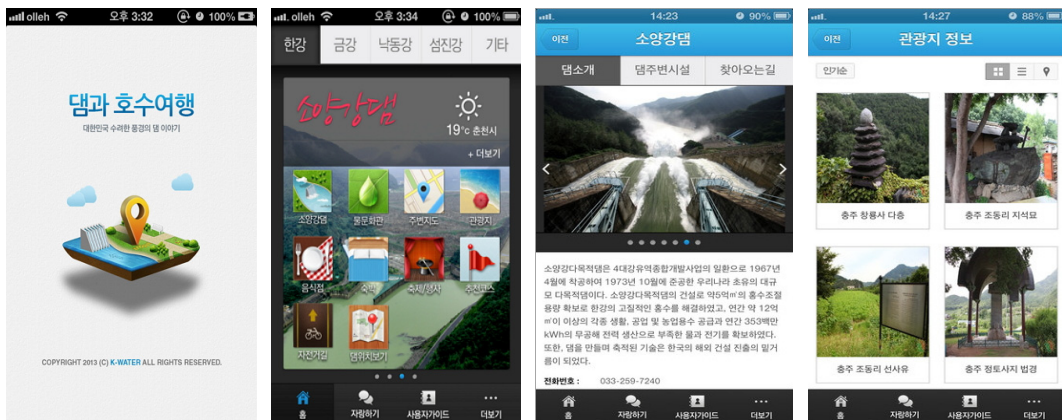 olleh 오후 3:32 100%
댐과 호수여행
대한민국 수려한 풍경의 댐 이야기
COPYRIGHT 2013 (C) K-WATER ALL RIGHTS RESERVED.
olleh 오후 3:34 100%
한강 금강 낙동강 섬진강 기타
소양강댐
19°c 춘천시
+ 더보기
소양강댐 물문화관 주변지도 관광지
음식점 숙박 축제/행사 추천코스
자전거길 댐위치보기
홈 자랑하기 사용자가이드 더보기
14:23 90%
이전 소양강댐
댐소개 댐주변시설 찾아오는길
소양강다목적댐은 4대강유역종합개발사업의 일환으로 1967년
4월에 착공하여 1973년 10월에 준공한 우리나라 초유의 대규
모 다목적댐이다. 소양강다목적댐의 건설로 약5억㎥의 홍수조절
용량 확보로 한강의 고질적인 홍수를 해결하였고, 연간 약 12억
㎥이 이상의 각종 생활, 공업 및 농업용수 공급과 연간 353백만
kWh의 무공해 전력 생산으로 부족한 물과 전기를 확보하였다.
또한, 댐을 만들며 축적된 기술은 한국의 해외 건설 진출의 밑거
름이 되었다.
전화번호 : 033-259-7240
홈 자랑하기 사용자가이드 더보기
14:27 88%
이전 관광지 정보
인기순
충주 창룡사 다층 충주 조동리 지석묘
충주 조동리 선사유 충주 정토사지 법경
홈 자랑하기 사용자가이드 더보기